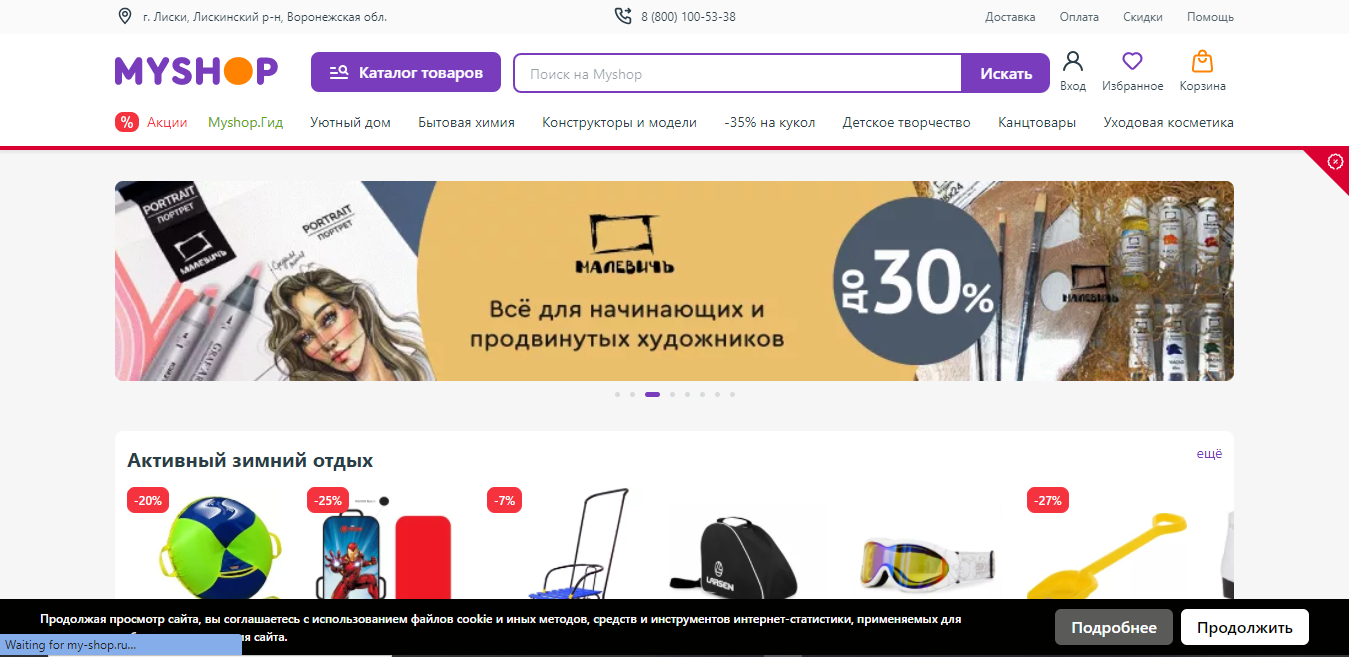 г. Лиски, Лискинский р-н, Воронежская обл.
8 (800) 100-53-38
Доставка Оплата Скидки Помощь
MYSHOP
Каталог товаров
Поиск на Myshop
Искать
Вход Избранное Корзина
% Акции Myshop.Гид Уютный дом Бытовая химия Конструкторы и модели -35% на кукол Детское творчество Канцтовары Уходовая косметика
PORTRAIT
ПОРТРЕТ
PORTRAIT
ПОРТРЕТ
МАЛЕВИЧЪ
МАЛЕВИЧЪ
Всё для начинающих и
продвинутых художников
ДО 30%
18x24
МАЛЕВИЧЪ
Активный зимний отдых
ещё
-20% -25% -7% -27%
LARSEN
Продолжая просмотр сайта, вы соглашаетесь с использованием файлов cookie и иных методов, средств и инструментов интернет-статистики, применяемых для
сайта.
Подробнее Продолжить
Waiting for my-shop.ru...